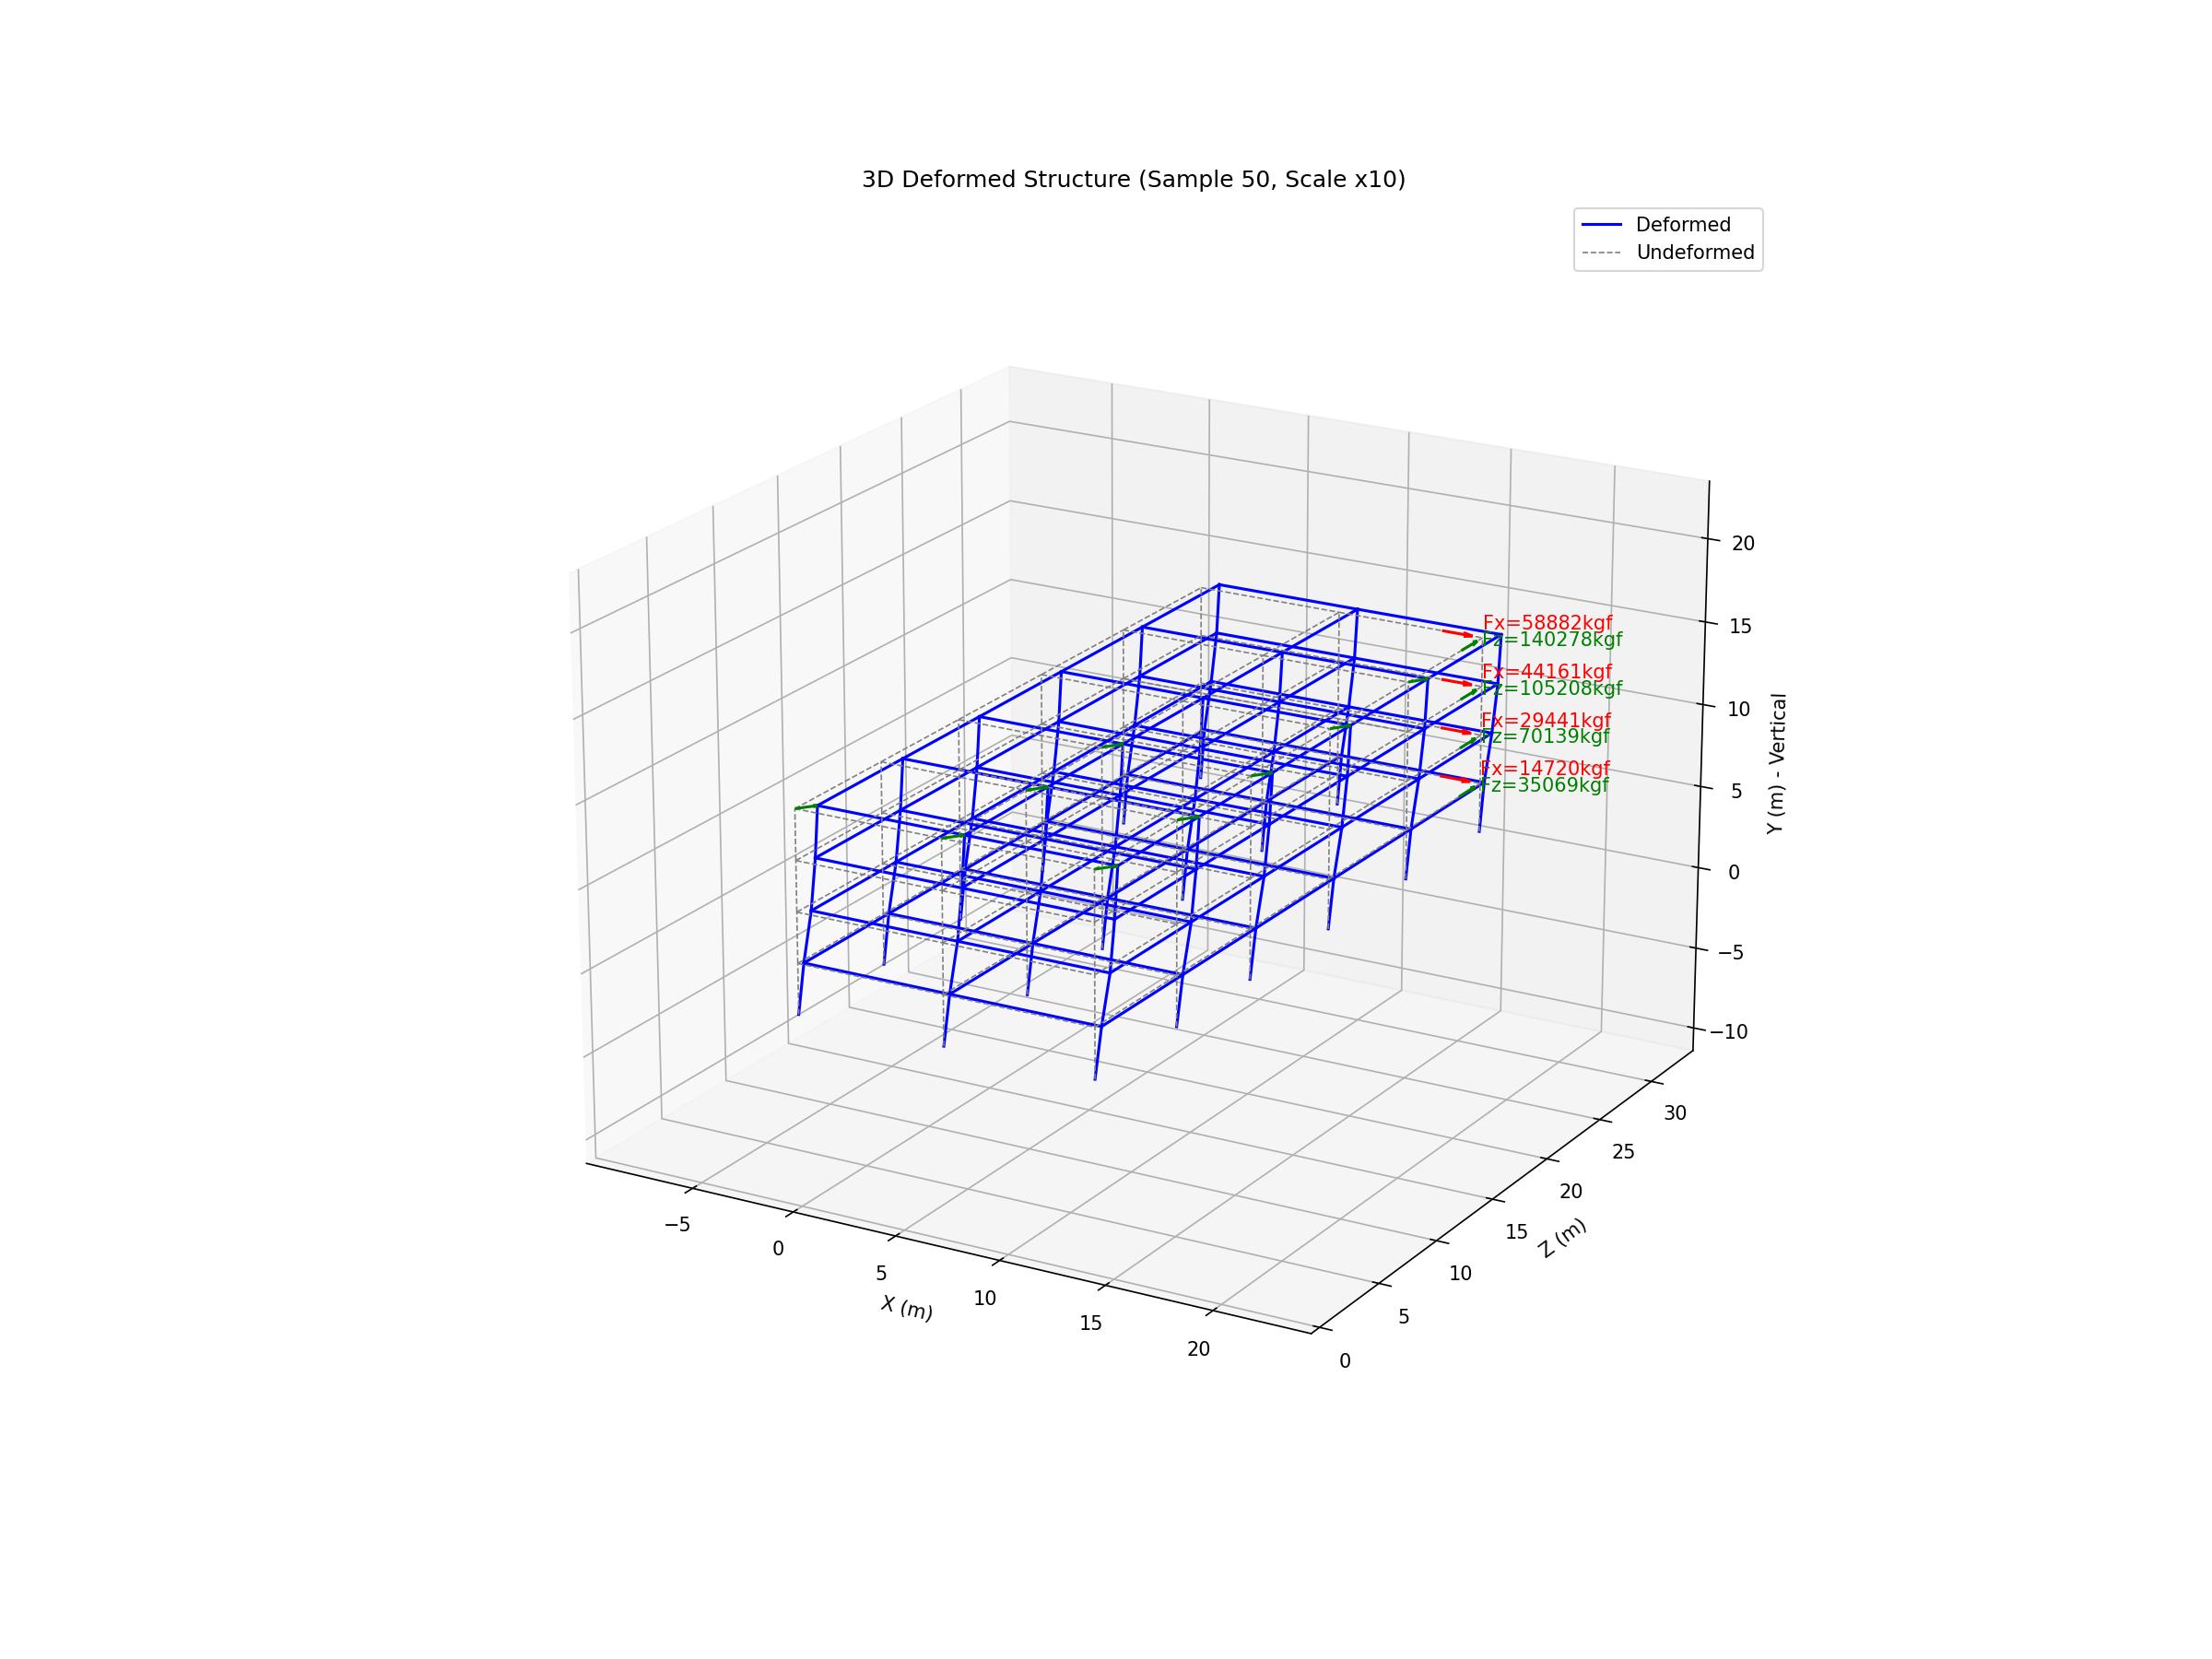 3D Deformed Structure (Sample 50, Scale x10)
Deformed
Undeformed
Fx=58882kgf
Fz=140278kgf
Fx=44161kgf
Fz=105208kgf
Fx=29441kgf
Fz=70139kgf
Fx=14720kgf
Fz=35069kgf
20
15
10
5
0
−5
−10
Y (m) - Vertical
30
25
20
15
10
5
0
Z (m)
−5
0
5
10
15
20
X (m)